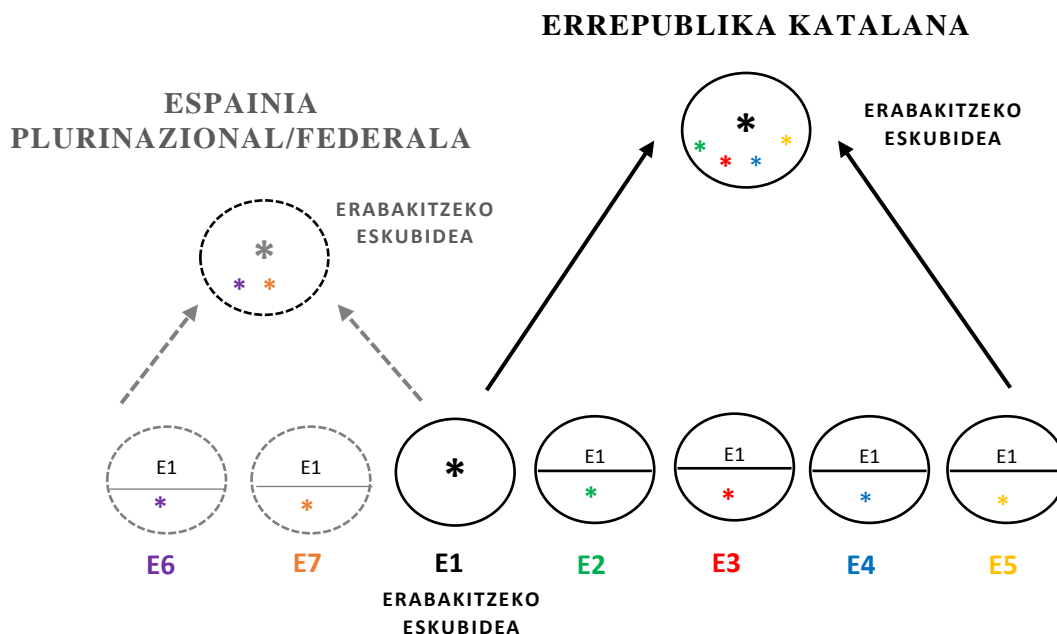 ERREPUBLIKA KATALANA
ESPAINIA
PLURINAZIONAL/FEDERALA
ERABAKITZEKO
ESKUBIDEA
*
* * * *
ERABAKITZEKO
ESKUBIDEA
*
* *
E1 E1 * E1 E1 E1 E1
* * * * * *
E6 E7 E1 E2 E3 E4 E5
ERABAKITZEKO
ESKUBIDEA